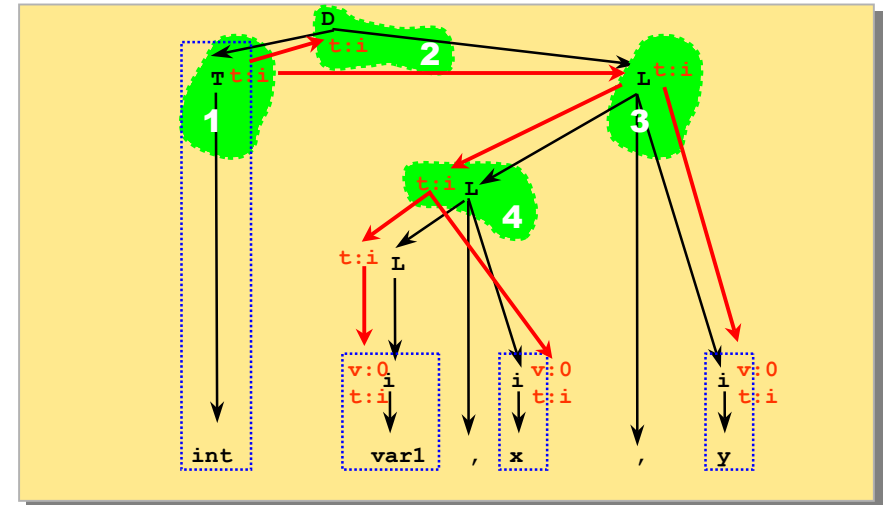 D
t:i
2
T t:i
L t:i
1
3
t:i L
4
t:i L
v:0 i t:i
i v:0 t:i
i v:0 t:i
int var1 , x , y